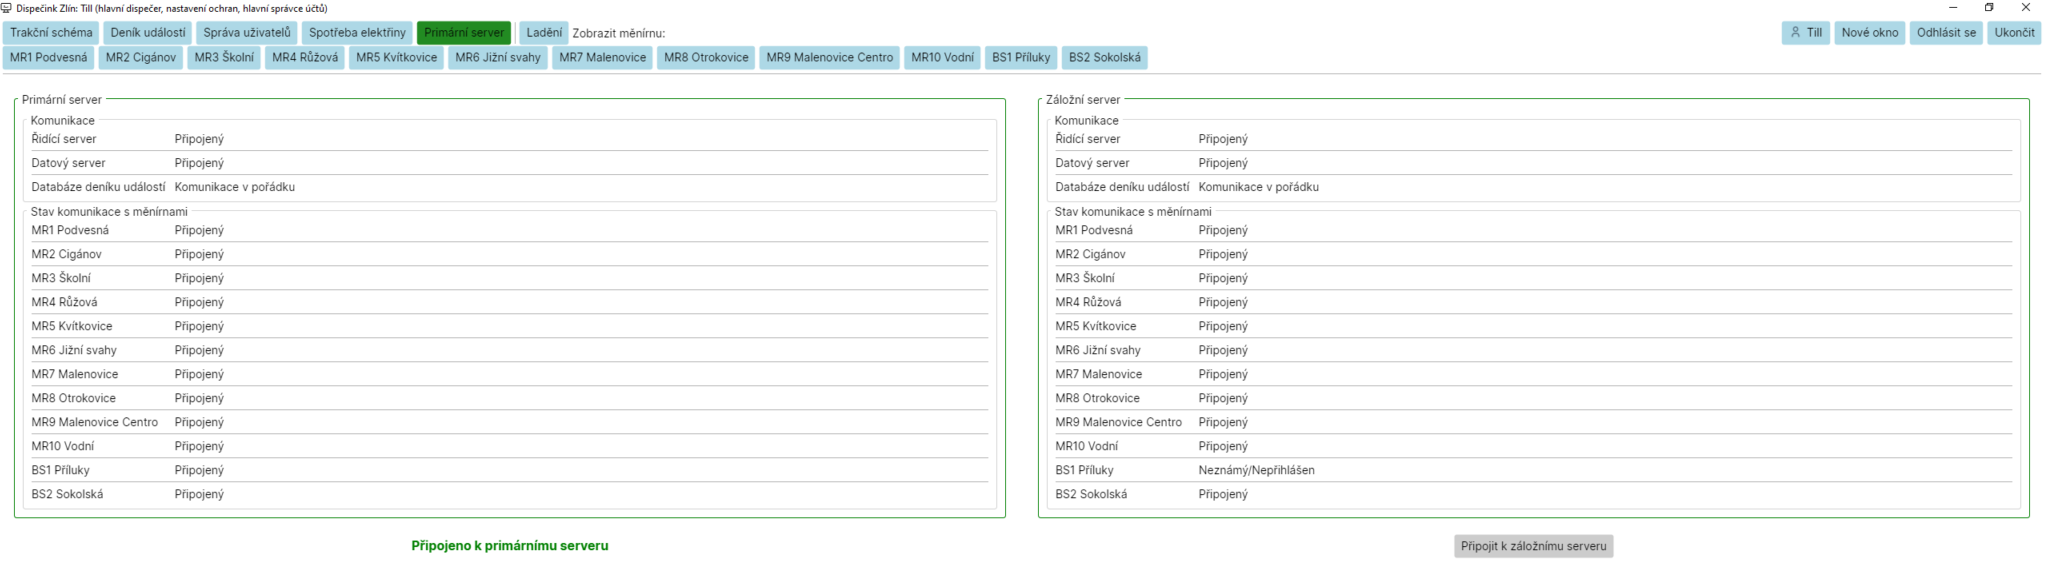 Dispečink Zlín: Till (hlavní dispečer, nastavení ochran, hlavní správce účtů)
Trakční schéma Deník událostí Správa uživatelů Spotřeba elektřiny Primární server Ladění Zobrazit měnírnu: Till Nové okno Odhlásit se Ukončit
MR1 Podvesná MR2 Cigánov MR3 Školní MR4 Růžová MR5 Kvítkovice MR6 Jižní svahy MR7 Malenovice MR8 Otrokovice MR9 Malenovice Centro MR10 Vodní BS1 Příluky BS2 Sokolská
Primární server
Komunikace
Řidící server Připojený
Datový server Připojený
Databáze deníku událostí Komunikace v pořádku
Stav komunikace s měnírnami
MR1 Podvesná Připojený
MR2 Cigánov Připojený
MR3 Školní Připojený
MR4 Růžová Připojený
MR5 Kvítkovice Připojený
MR6 Jižní svahy Připojený
MR7 Malenovice Připojený
MR8 Otrokovice Připojený
MR9 Malenovice Centro Připojený
MR10 Vodní Připojený
BS1 Příluky Připojený
BS2 Sokolská Připojený
Připojeno k primárnímu serveru
Záložní server
Komunikace
Řidící server Připojený
Datový server Připojený
Databáze deníku událostí Komunikace v pořádku
Stav komunikace s měnírnami
MR1 Podvesná Připojený
MR2 Cigánov Připojený
MR3 Školní Připojený
MR4 Růžová Připojený
MR5 Kvítkovice Připojený
MR6 Jižní svahy Připojený
MR7 Malenovice Připojený
MR8 Otrokovice Připojený
MR9 Malenovice Centro Připojený
MR10 Vodní Připojený
BS1 Příluky Neznámý/Nepřihlášen
BS2 Sokolská Připojený
Připojit k záložnímu serveru